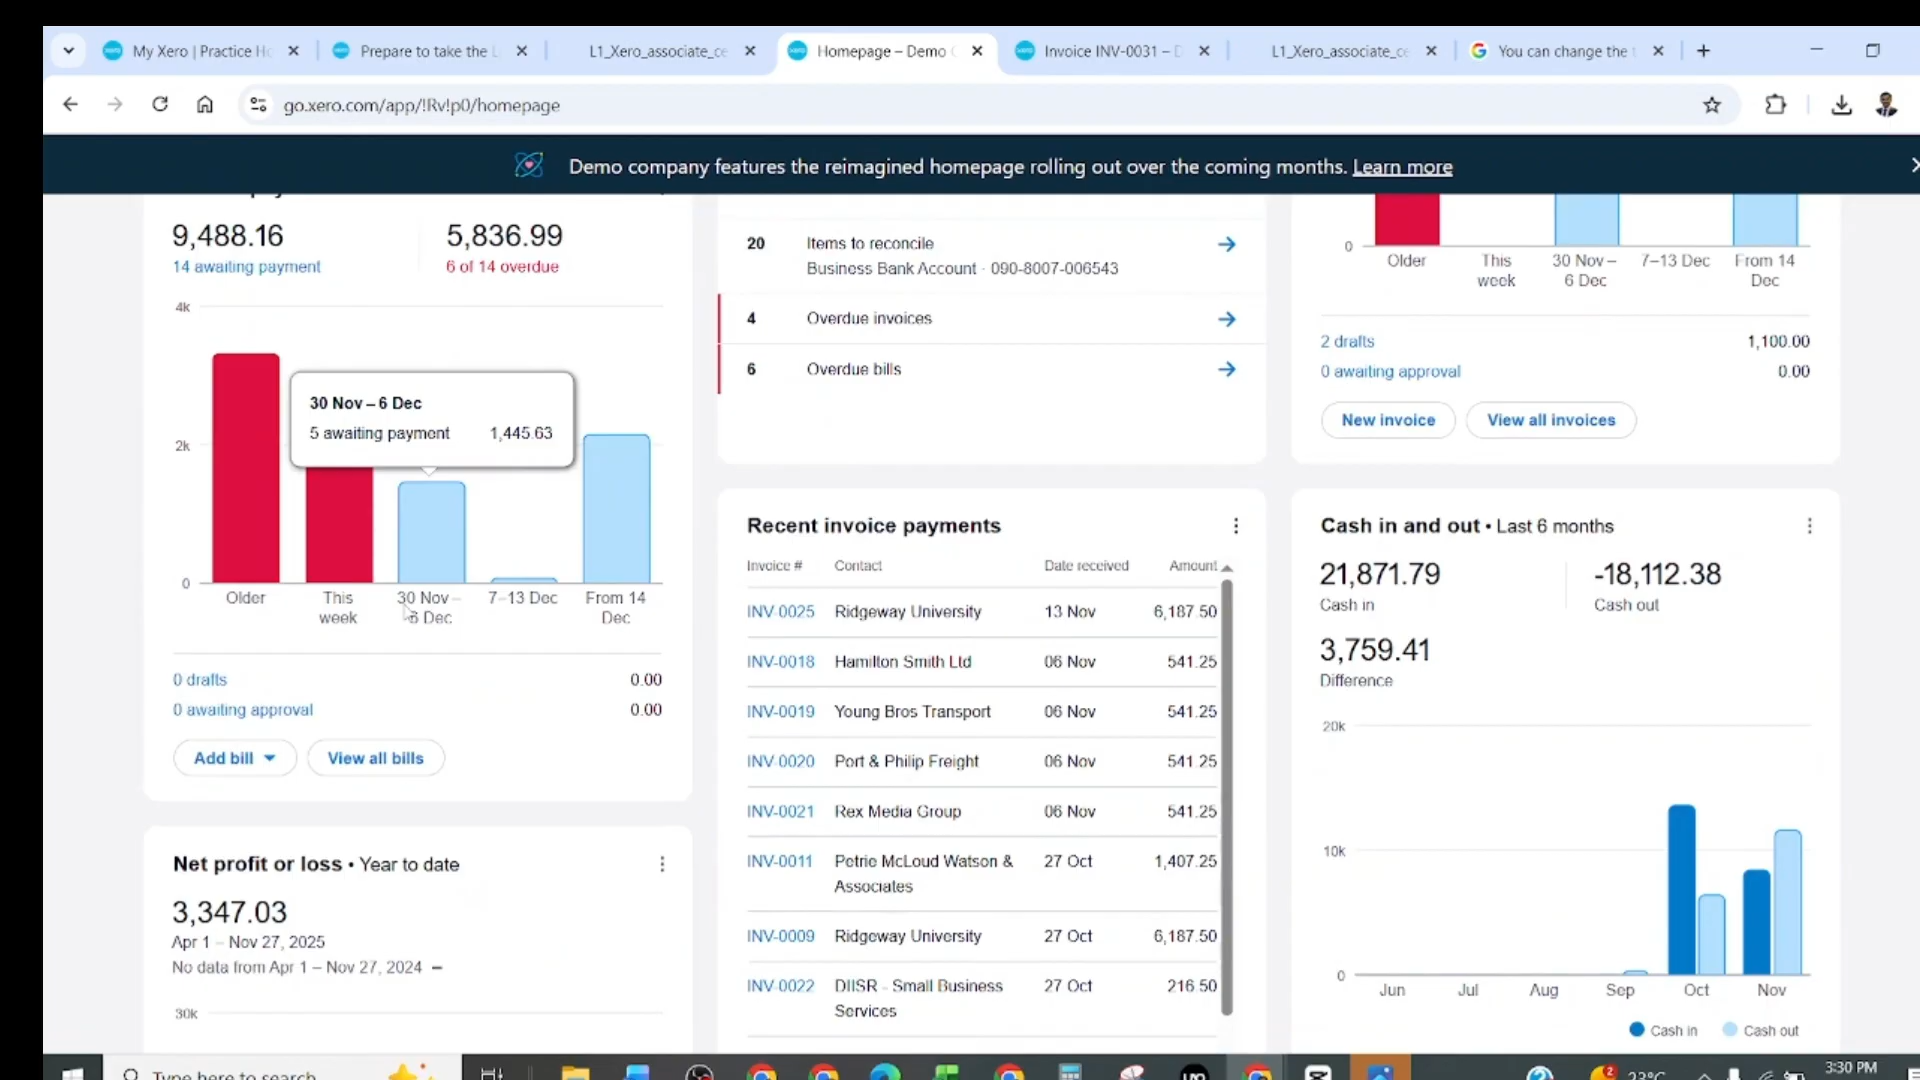 My Xero | Practice Ho
Prepare to take the L
L1_Xero_associate_ce
Homepage – Demo C
Invoice INV-0031 – D
L1_Xero_associate_ce
You can change the t
go.xero.com/app/!Rv!p0/homepage
Demo company features the reimagined homepage rolling out over the coming months. Learn more
9,488.16
14 awaiting payment
5,836.99
6 of 14 overdue
4k
2k
0
30 Nov – 6 Dec
5 awaiting payment 1,445.63
Older
This week
30 Nov – 6 Dec
7–13 Dec
From 14 Dec
0 drafts 0.00
0 awaiting approval 0.00
Add bill
View all bills
Net profit or loss • Year to date
3,347.03
Apr 1 – Nov 27, 2025
No data from Apr 1 – Nov 27, 2024 –
30k
20 Items to reconcile
Business Bank Account · 090-8007-006543
4 Overdue invoices
6 Overdue bills
Recent invoice payments
Invoice # Contact Date received Amount
INV-0025 Ridgeway University 13 Nov 6,187.50
INV-0018 Hamilton Smith Ltd 06 Nov 541.25
INV-0019 Young Bros Transport 06 Nov 541.25
INV-0020 Port & Philip Freight 06 Nov 541.25
INV-0021 Rex Media Group 06 Nov 541.25
INV-0011 Petrie McLoud Watson & 27 Oct 1,407.25
Associates
INV-0009 Ridgeway University 27 Oct 6,187.50
INV-0022 DIISR - Small Business 27 Oct 216.50
Services
0
Older
This week
30 Nov – 6 Dec
7–13 Dec
From 14 Dec
2 drafts 1,100.00
0 awaiting approval 0.00
New invoice
View all invoices
Cash in and out • Last 6 months
21,871.79
Cash in
-18,112.38
Cash out
3,759.41
Difference
20k
10k
0
Jun Jul Aug Sep Oct Nov
Cash in Cash out
Type here to search
2
23°C
3:30 PM